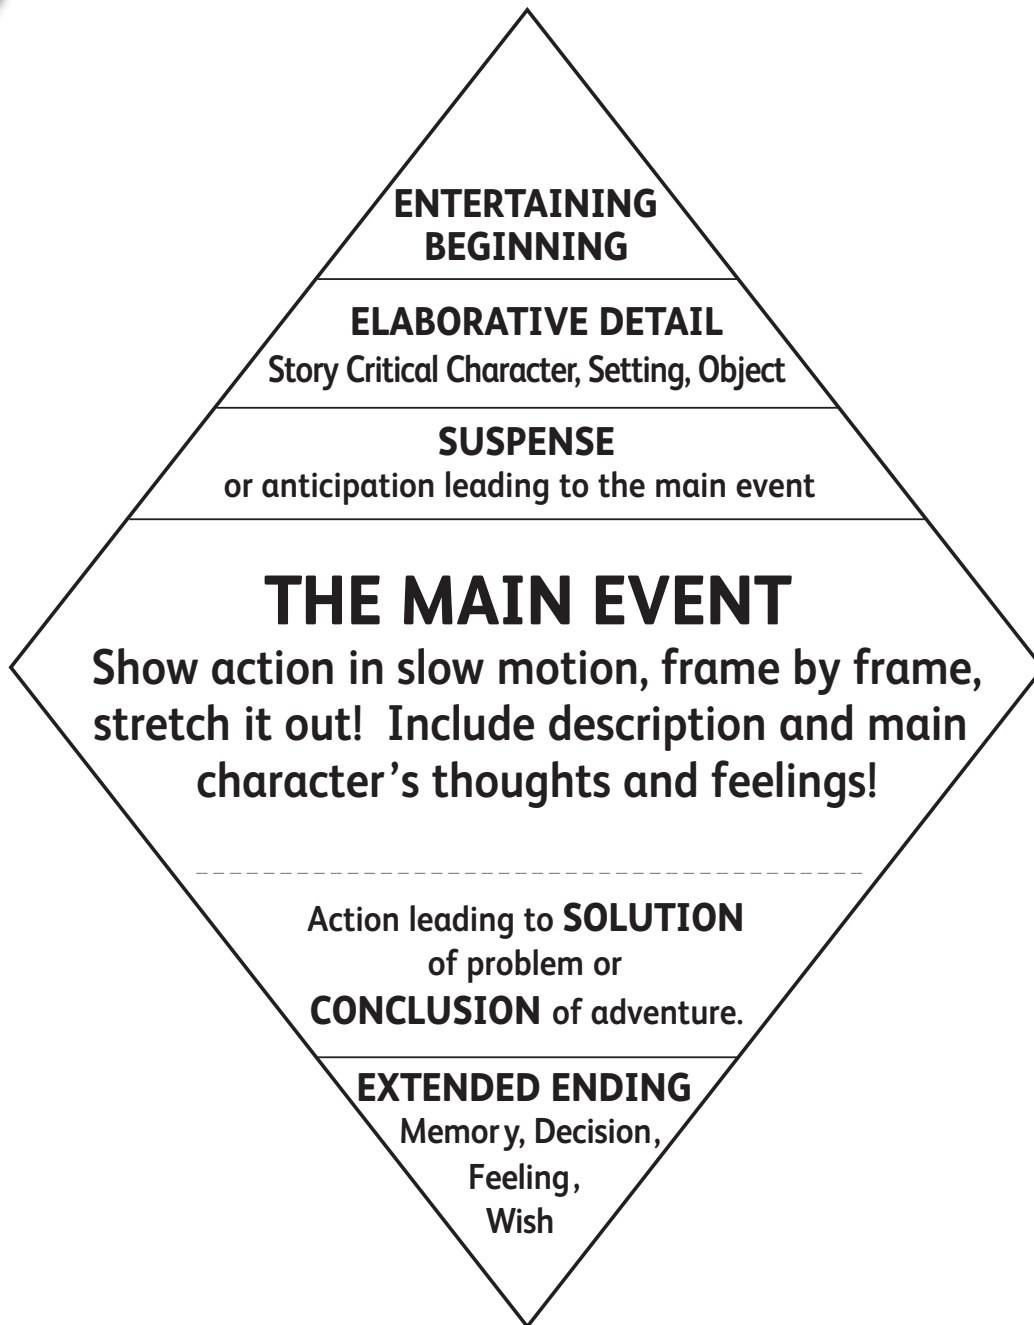 ENTERTAINING
BEGINNING
ELABORATIVE DETAIL
Story Critical Character, Setting, Object
SUSPENSE
or anticipation leading to the main event
THE MAIN EVENT
Show action in slow motion, frame by frame,
stretch it out! Include description and main
character’s thoughts and feelings!
Action leading to SOLUTION
of problem or
CONCLUSION of adventure.
EXTENDED ENDING
Memory, Decision,
Feeling,
Wish